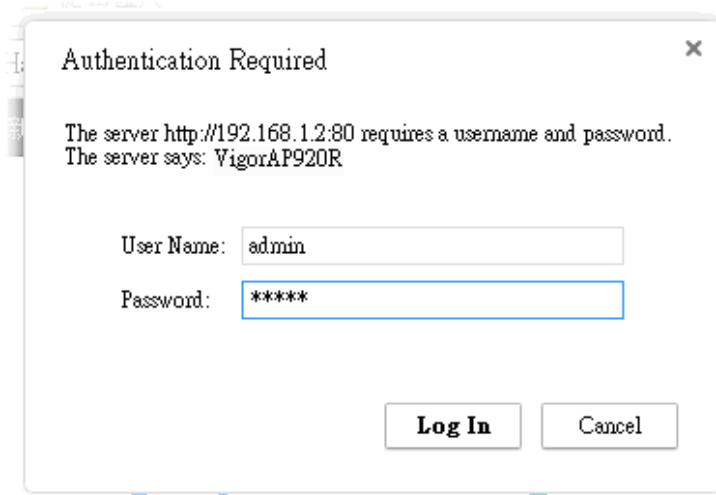 Authentication Required
×
The server http://192.168.1.2:80 requires a username and password.
The server says: VigorAP920R
User Name: admin
Password: *****
Log In Cancel